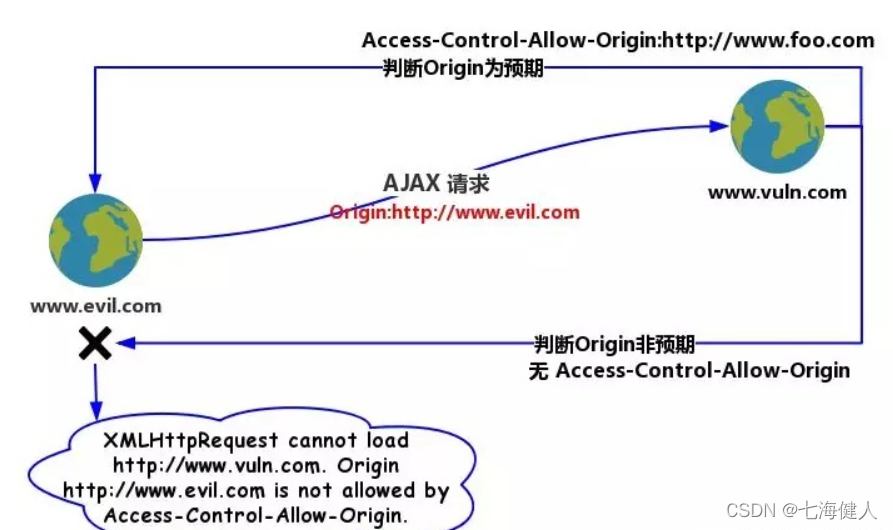 Access-Control-Allow-Origin:http://www.foo.com
判断Origin为预期
AJAX 请求
Origin:http://www.evil.com
www.vuln.com
www.evil.com
判断Origin非预期
无 Access-Control-Allow-Origin
XMLHttpRequest cannot load
http://www.vuln.com. Origin
http://www.evil.com is not allowed by
Access-Control-Allow-Origin.
CSDN @七海健人